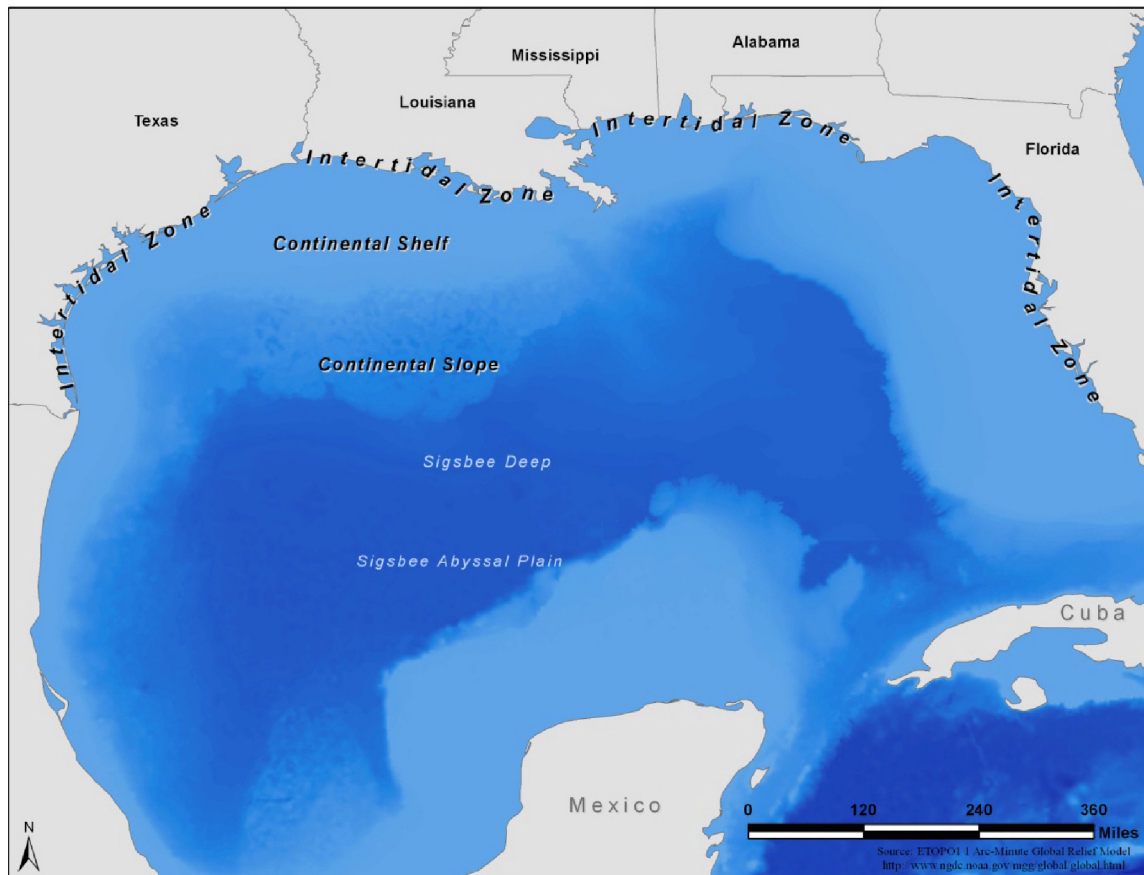 Mississippi
Alabama
Louisiana
Texas
Florida
Intertidal Zone
Intertidal Zone
Intertidal Zone
Intertidal Zone
Continental Shelf
Continental Slope
Sigsbee Deep
Sigsbee Abyssal Plain
Cuba
Mexico
0 120 240 360
Miles
N
Source: ETOPO1 1 Arc-Minute Global Relief Model
http://www.ngdc.noaa.gov/mgg/global/global.html